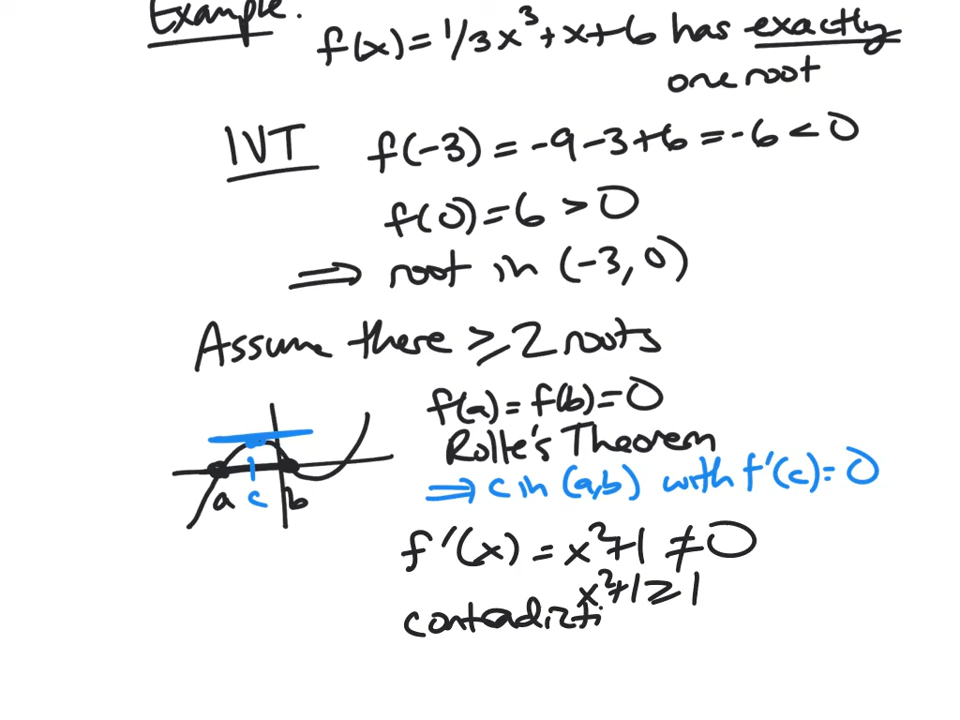 Example.
f(x) = 1/3x³+x+6 has exactly
one root
IVT f(-3) = -9-3+6 = -6 < 0
f(0)=6 > 0
⟹ root in (-3,0)
Assume there ≥2 roots
f(a) = f(b)=0
Rolle's Theorem
⟹ c in (a,b) with f'(c)=0
a c b
f'(x) = x²+1 ≠0
x²+1≥1
contradicti